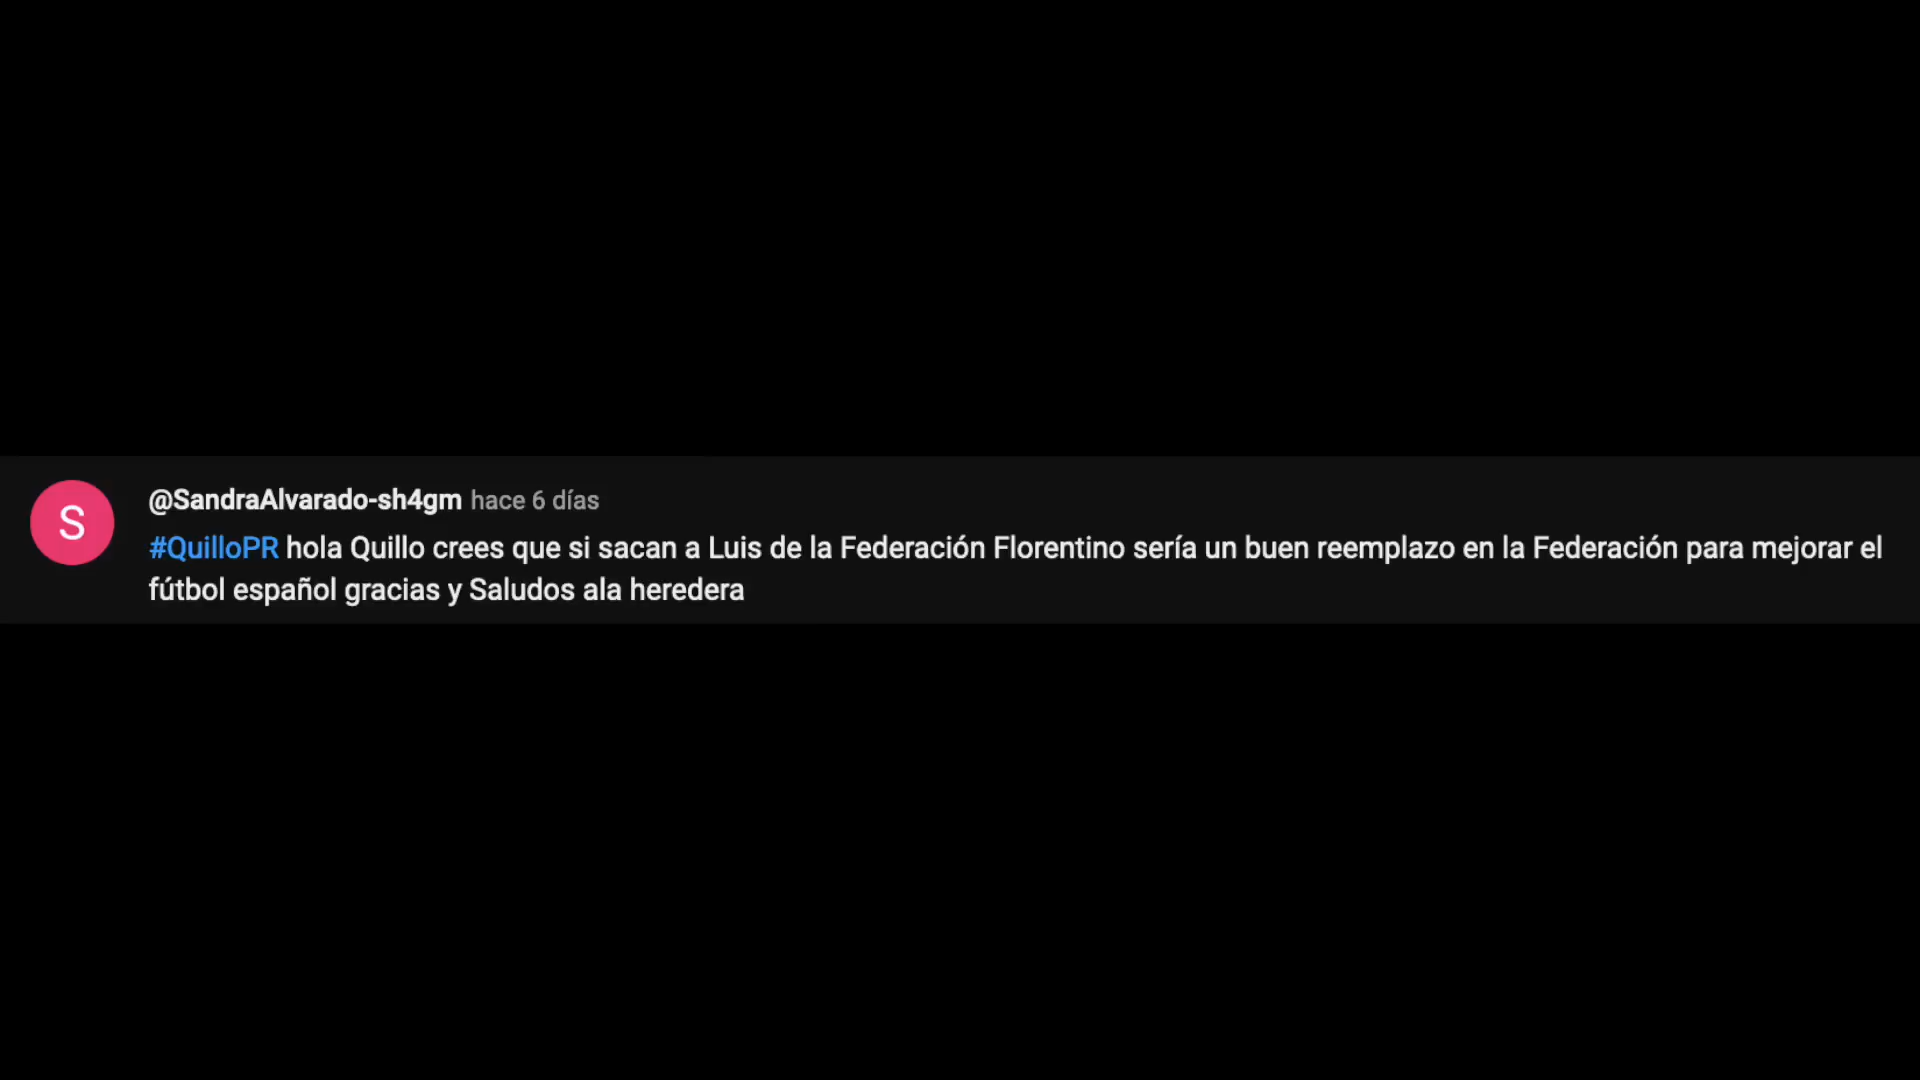 S
@SandraAlvarado-sh4gm hace 6 días
#QuilloPR hola Quillo crees que si sacan a Luis de la Federación Florentino sería un buen reemplazo en la Federación para mejorar el
fútbol español gracias y Saludos ala heredera